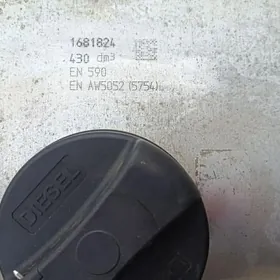 1681824
430 dm³
EN 590
EN AW5052 (5754)
DIESEL